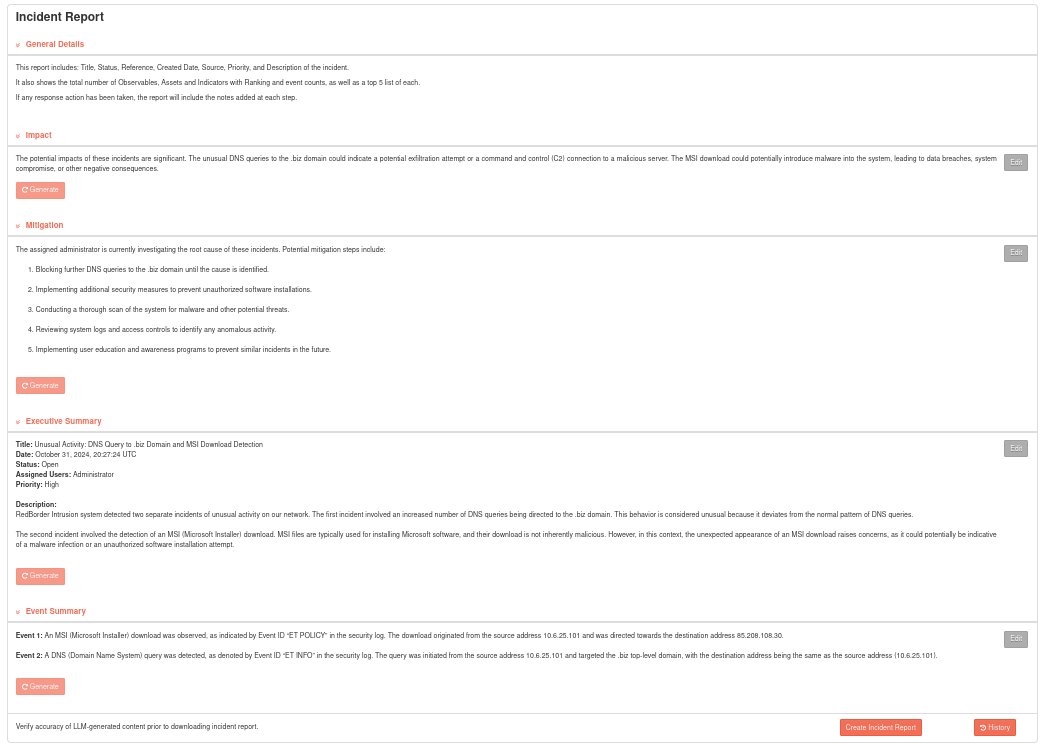 Incident Report
General Details
This report includes: Title, Status, Reference, Created Date, Source, Priority, and Description of the incident.
It also shows the total number of Observables, Assets and Indicators with Ranking and event counts, as well as a top 5 list of each.
If any response action has been taken, the report will include the notes added at each step.
Impact
The potential impacts of these incidents are significant. The unusual DNS queries to the .biz domain could indicate a potential exfiltration attempt or a command and control (C2) connection to a malicious server. The MSI download could potentially introduce malware into the system, leading to data breaches, system
compromise, or other negative consequences.
Edit
Generate
Mitigation
The assigned administrator is currently investigating the root cause of these incidents. Potential mitigation steps include:
Edit
1. Blocking further DNS queries to the .biz domain until the cause is identified.
2. Implementing additional security measures to prevent unauthorized software installations.
3. Conducting a thorough scan of the system for malware and other potential threats.
4. Reviewing system logs and access controls to identify any anomalous activity.
5. Implementing user education and awareness programs to prevent similar incidents in the future.
Generate
Executive Summary
Title: Unusual Activity: DNS Query to .biz Domain and MSI Download Detection
Edit
Date: October 31, 2024, 20:27:24 UTC
Status: Open
Assigned Users: Administrator
Priority: High
Description:
RedBorder Intrusion system detected two separate incidents of unusual activity on our network. The first incident involved an increased number of DNS queries being directed to the .biz domain. This behavior is considered unusual because it deviates from the normal pattern of DNS queries.
The second incident involved the detection of an MSI (Microsoft Installer) download. MSI files are typically used for installing Microsoft software, and their download is not inherently malicious. However, in this context, the unexpected appearance of an MSI download raises concerns, as it could potentially be indicative
of a malware infection or an unauthorized software installation attempt.
Generate
Event Summary
Event 1: An MSI (Microsoft Installer) download was observed, as indicated by Event ID "ET POLICY" in the security log. The download originated from the source address 10.6.25.101 and was directed towards the destination address 85.208.108.30.
Edit
Event 2: A DNS (Domain Name System) query was detected, as denoted by Event ID "ET INFO" in the security log. The query was initiated from the source address 10.6.25.101 and targeted the .biz top-level domain, with the destination address being the same as the source address (10.6.25.101).
Generate
Verify accuracy of LLM-generated content prior to downloading incident report.
Create Incident Report
History